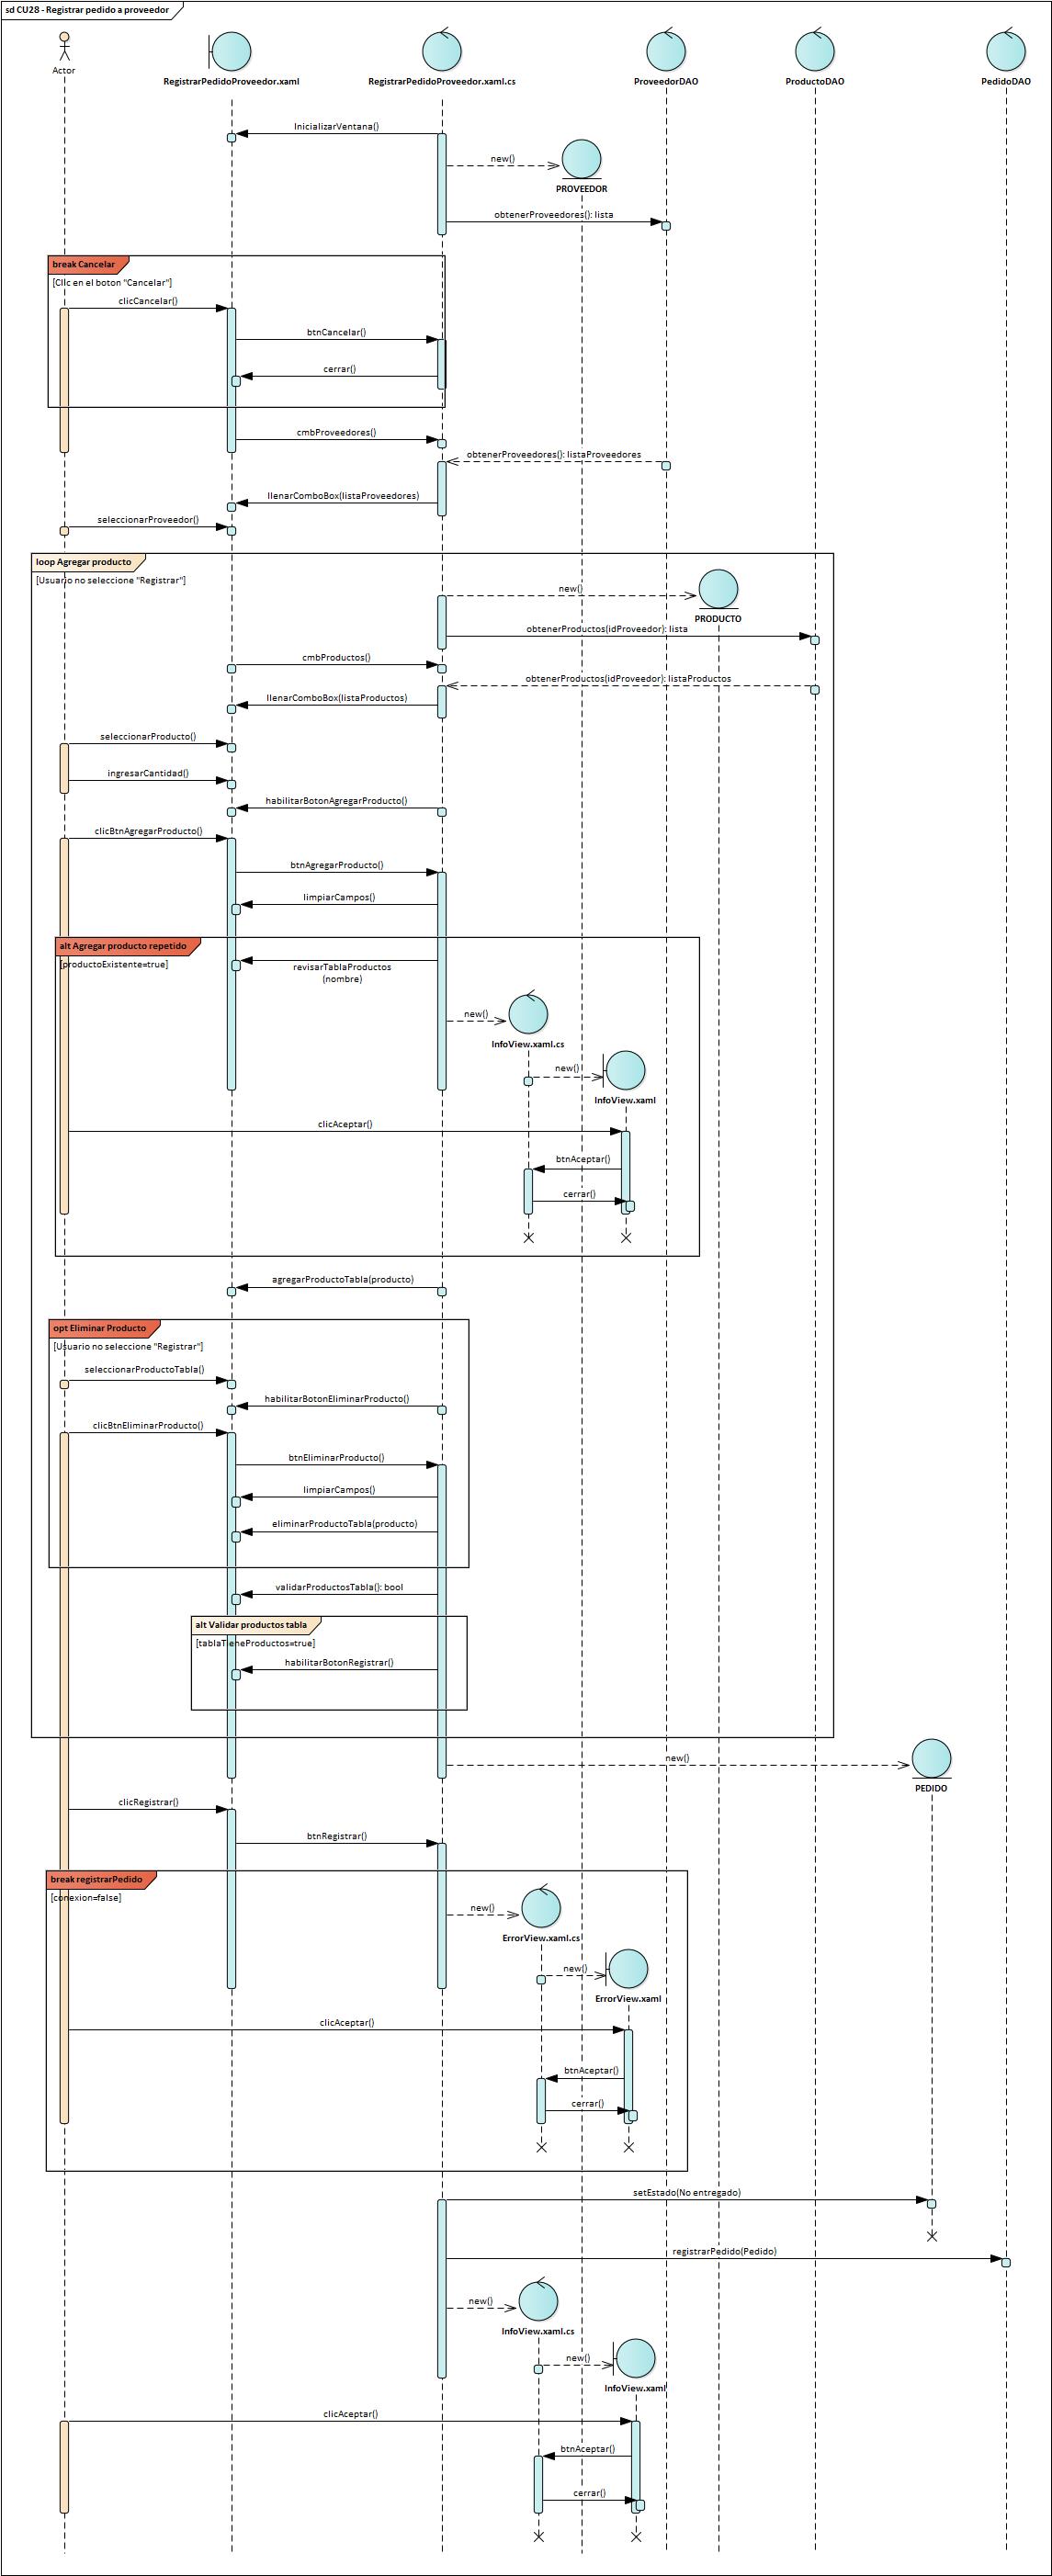 sd CU28 - Registrar pedido a proveedor
Actor
RegistrarPedidoProveedor.xaml
RegistrarPedidoProveedor.xaml.cs
ProveedorDAO
ProductoDAO
PedidoDAO
InicializarVentana()
new()
PROVEEDOR
obtenerProveedores(): lista
break Cancelar
[Clic en el boton "Cancelar"]
clicCancelar()
btnCancelar()
cerrar()
cmbProveedores()
obtenerProveedores(): listaProveedores
llenarComboBox(listaProveedores)
seleccionarProveedor()
loop Agregar producto
[Usuario no seleccione "Registrar"]
new()
PRODUCTO
obtenerProductos(idProveedor): lista
cmbProductos()
obtenerProductos(idProveedor): listaProductos
llenarComboBox(listaProductos)
seleccionarProducto()
ingresarCantidad()
habilitarBotonAgregarProducto()
clicBtnAgregarProducto()
btnAgregarProducto()
limpiarCampos()
alt Agregar producto repetido
[productoExistente=true]
revisarTablaProductos
(nombre)
new()
InfoView.xaml.cs
new()
InfoView.xaml
clicAceptar()
btnAceptar()
cerrar()
agregarProductoTabla(producto)
opt Eliminar Producto
[Usuario no seleccione "Registrar"]
seleccionarProductoTabla()
habilitarBotonEliminarProducto()
clicBtnEliminarProducto()
btnEliminarProducto()
limpiarCampos()
eliminarProductoTabla(producto)
validarProductosTabla(): bool
alt Validar productos tabla
[tablaTieneProductos=true]
habilitarBotonRegistrar()
new()
PEDIDO
clicRegistrar()
btnRegistrar()
break registrarPedido
[conexion=false]
new()
ErrorView.xaml.cs
new()
ErrorView.xaml
clicAceptar()
btnAceptar()
cerrar()
setEstado(No entregado)
registrarPedido(Pedido)
new()
InfoView.xaml.cs
new()
InfoView.xaml
clicAceptar()
btnAceptar()
cerrar()